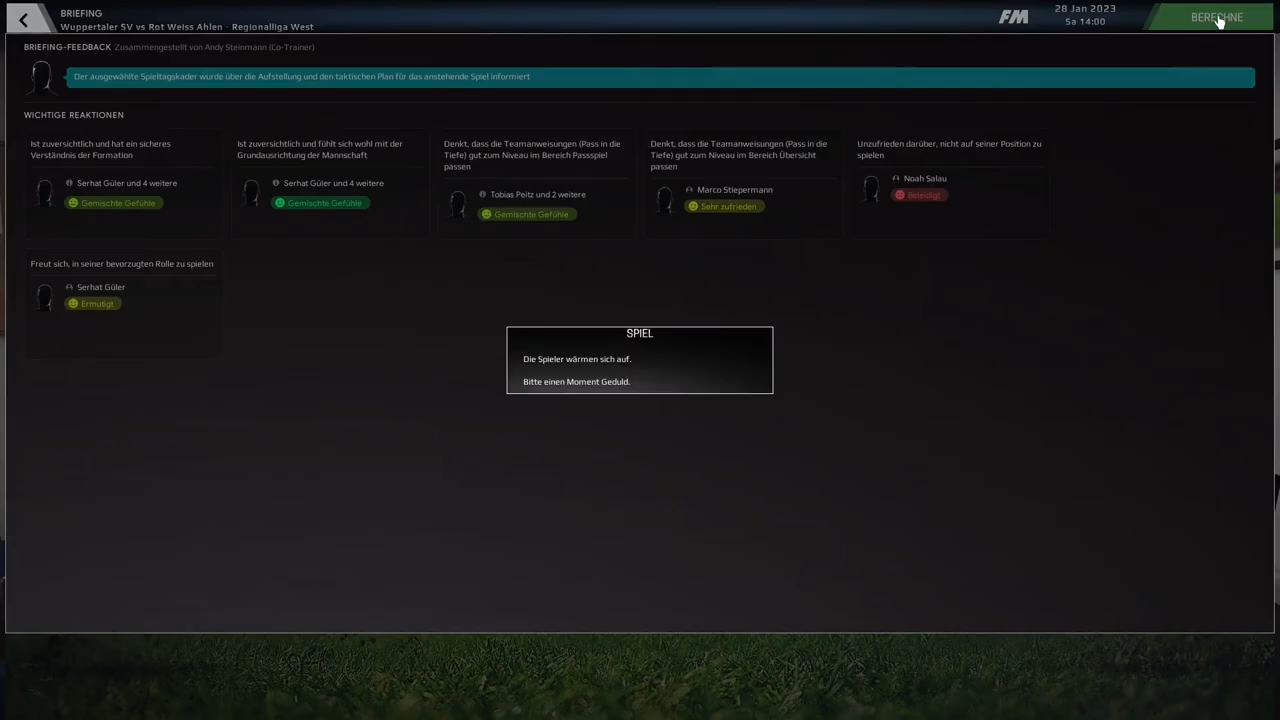 BRIEFING
Wuppertaler SV vs Rot Weiss Ahlen · Regionalliga West
FM
28 Jan 2023
Sa 14:00
BERECHNE
BRIEFING-FEEDBACK Zusammengestellt von Andy Steinmann (Co-Trainer)
Der ausgewählte Spieltagskader wurde über die Aufstellung und den taktischen Plan für das anstehende Spiel informiert
WICHTIGE REAKTIONEN
Ist zuversichtlich und hat ein sicheres
Verständnis der Formation
Serhat Güler und 4 weitere
Gemischte Gefühle
Ist zuversichtlich und fühlt sich wohl mit der
Grundausrichtung der Mannschaft
Serhat Güler und 4 weitere
Gemischte Gefühle
Denkt, dass die Teamanweisungen (Pass in die
Tiefe) gut zum Niveau im Bereich Passspiel
passen
Tobias Peitz und 2 weitere
Gemischte Gefühle
Denkt, dass die Teamanweisungen (Pass in die
Tiefe) gut zum Niveau im Bereich Übersicht
passen
Marco Stiepermann
Sehr zufrieden
Unzufrieden darüber, nicht auf seiner Position zu
spielen
Noah Salau
Beleidigt
Freut sich, in seiner bevorzugten Rolle zu spielen
Serhat Güler
Ermutigt
SPIEL
Die Spieler wärmen sich auf.
Bitte einen Moment Geduld.